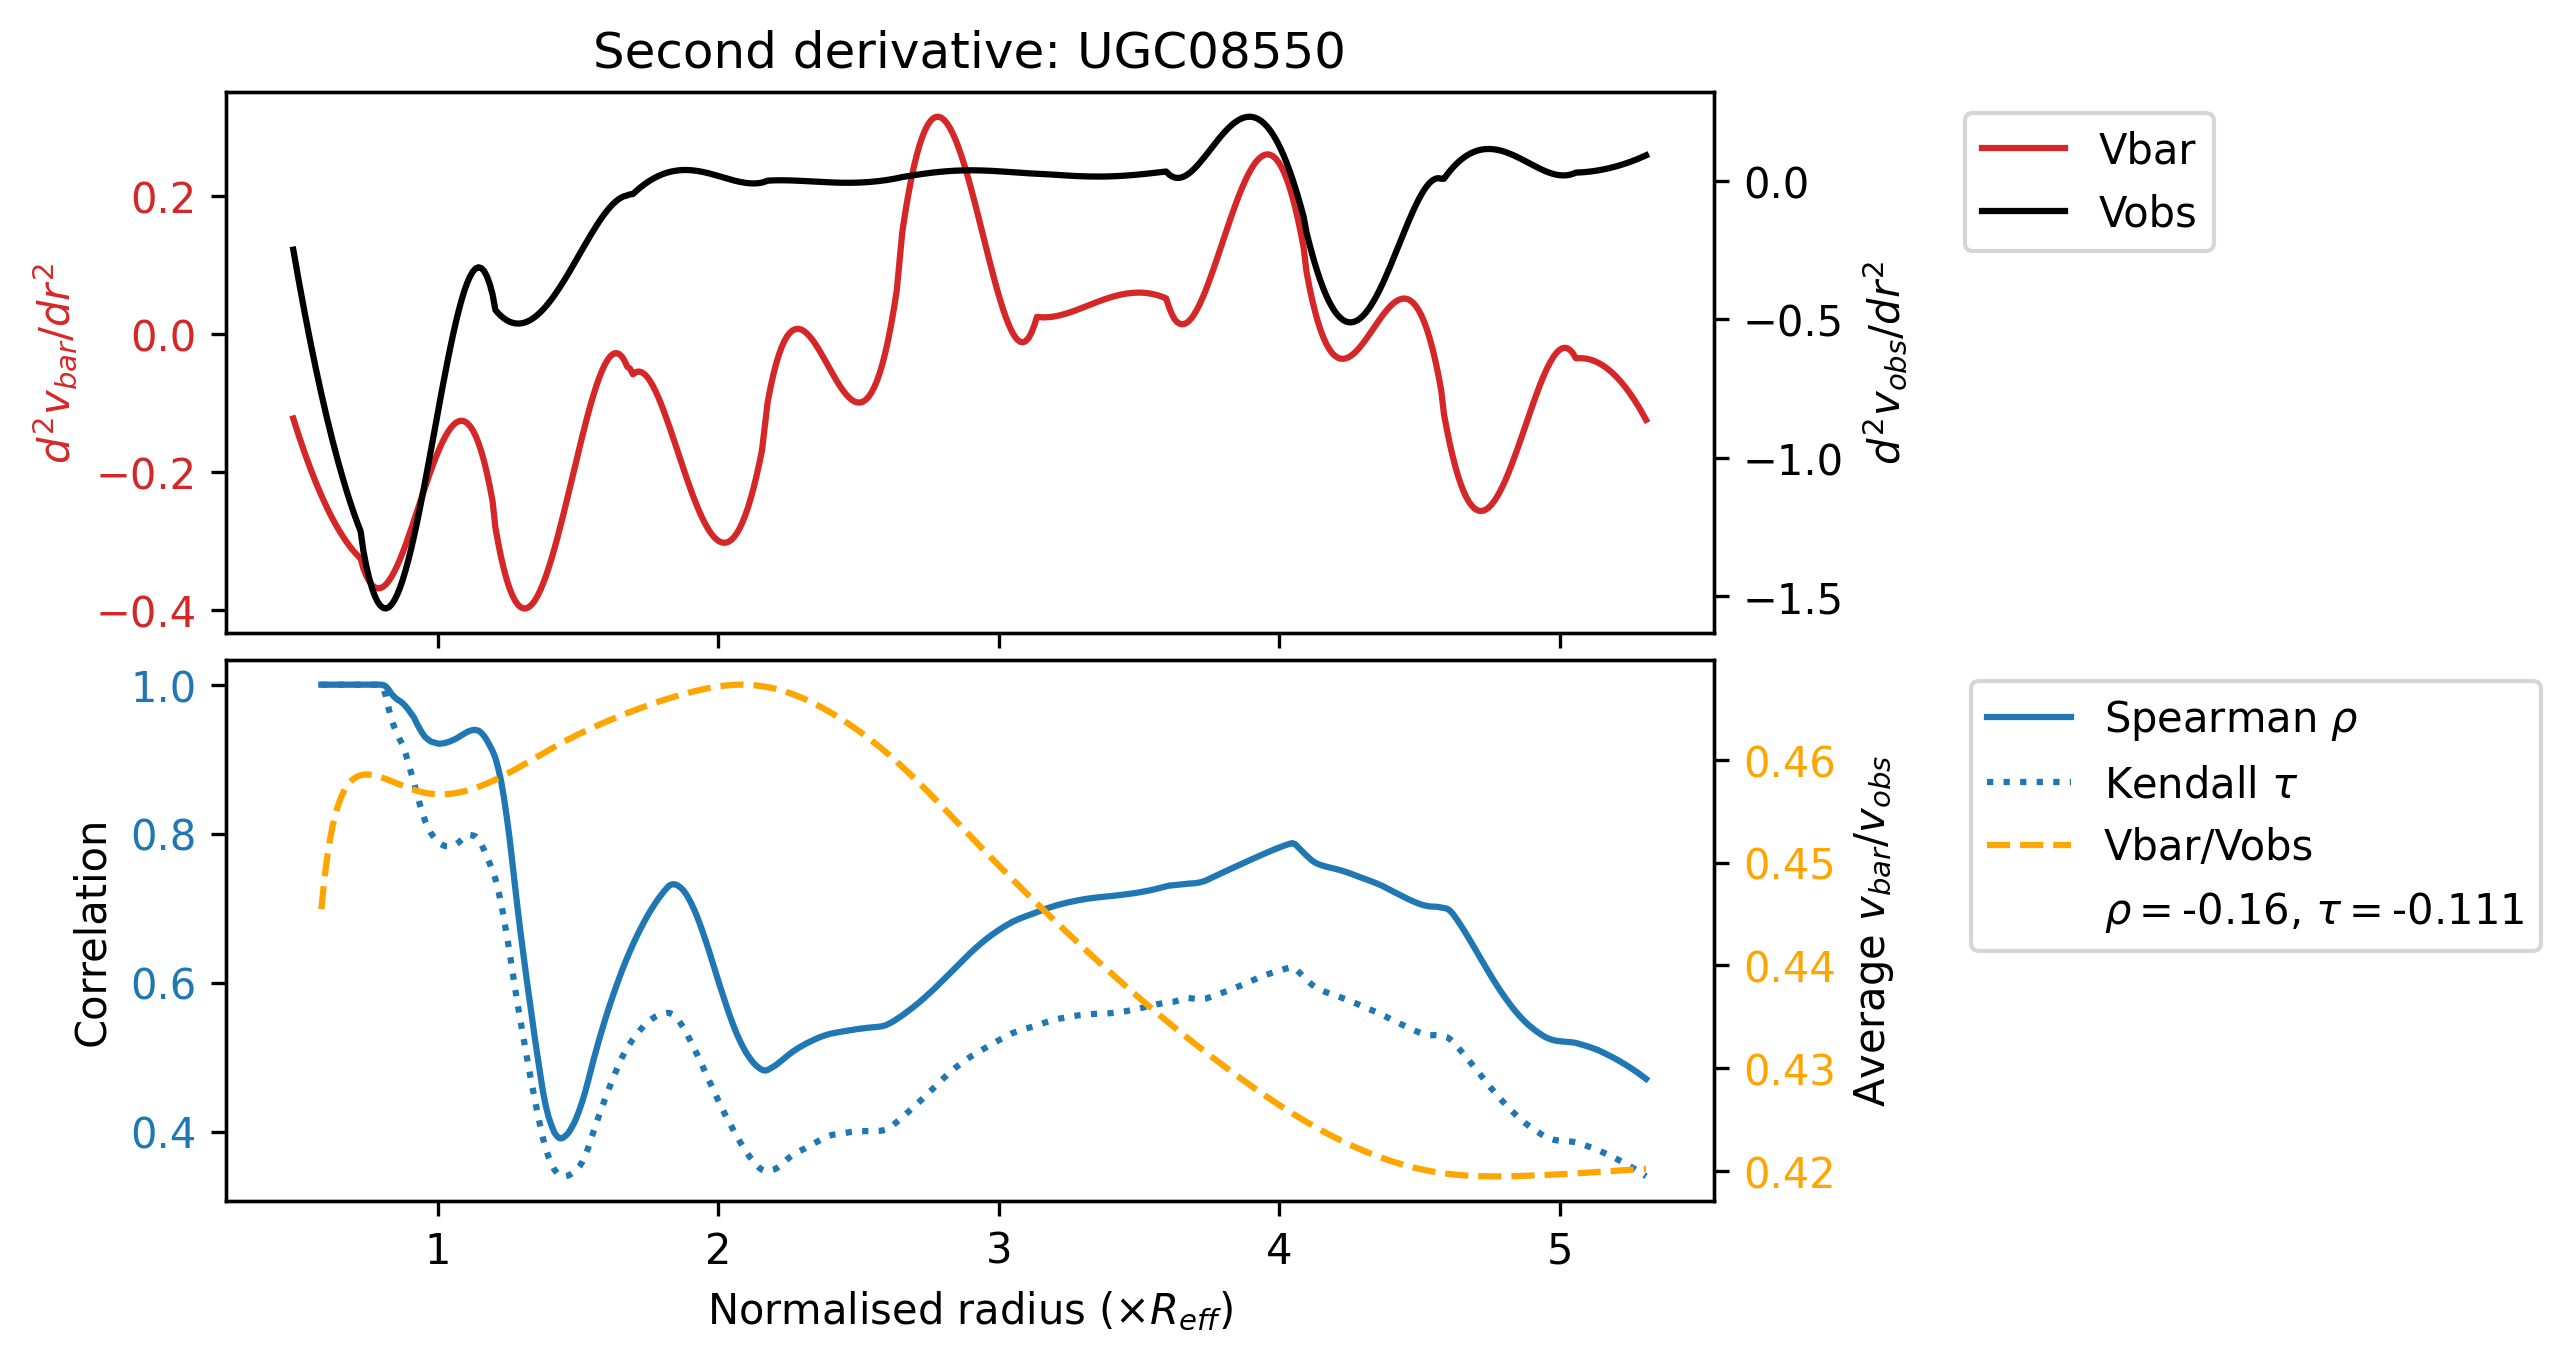 Second derivative: UGC08550
0.2
0.0
−0.2
−0.4
d²v_bar/dr²
0.0
−0.5
−1.0
−1.5
d²v_obs/dr²
Vbar
Vobs
1.0
0.8
0.6
0.4
Correlation
0.46
0.45
0.44
0.43
0.42
Average v_bar/v_obs
Spearman ρ
Kendall τ
Vbar/Vobs
ρ = -0.16, τ = -0.111
1 2 3 4 5
Normalised radius (×R_eff)